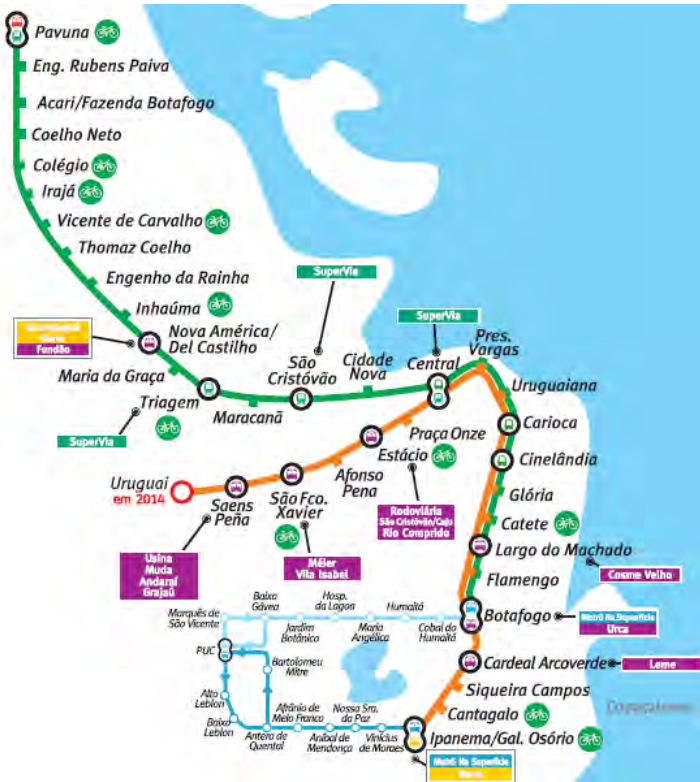 Pavuna
Eng. Rubens Paiva
Acari/Fazenda Botafogo
Coelho Neto
Colégio
Irajá
Vicente de Carvalho
Thomaz Coelho
Engenho da Rainha
Inhaúma
SuperVia
SuperVia
Fundão
Nova América/
Del Castilho
São
Cristóvão
Cidade
Nova
Central
Pres.
Vargas
Maria da Graça
Triagem
Maracanã
Uruguaiana
SuperVia
Carioca
Praça Onze
Estácio
Cinelândia
Afonso
Pena
Uruguai
em 2014
Saens
Peña
São Fco.
Xavier
Rodoviária
São Cristóvão/Caju
Rio Comprido
Glória
Catete
Largo do Machado
Usina
Muda
Andaraí
Grajaú
Méier
Vila Isabel
Cosme Velho
Flamengo
Botafogo
Metrô Na Superfície
Urca
Marquês de
São Vicente
Baixo
Gávea
Jardim
Botânico
Hosp.
da Lagoa
Maria
Angélica
Humaitá
Cobal do
Humaitá
PUC
Bartolomeu
Mitre
Cardeal Arcoverde
Leme
Siqueira Campos
Cantagalo
Ipanema/Gal. Osório
Alto
Leblon
Baixo
Leblon
Antero de
Quental
Afrânio de
Melo Franco
Aníbal de
Mendonça
Nossa Sra.
da Paz
Vinícius
de Moraes
Metrô Na Superfície